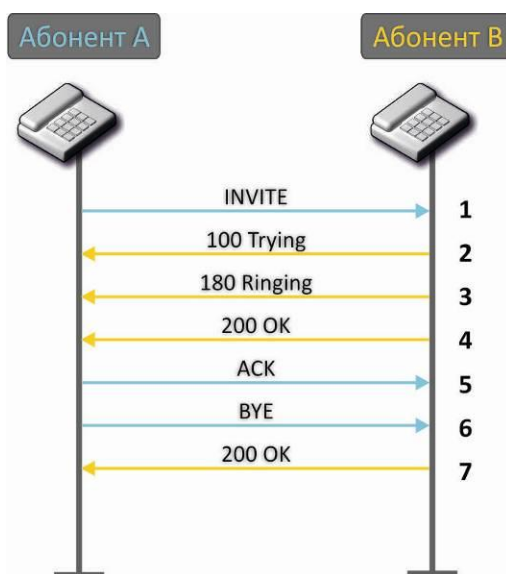 Абонент A
Абонент B
INVITE
1
100 Trying
2
180 Ringing
3
200 OK
4
ACK
5
BYE
6
200 OK
7